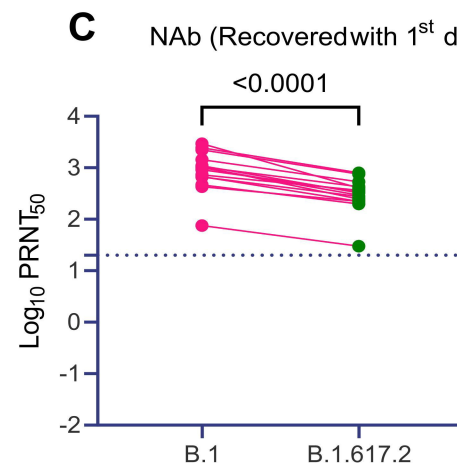 C
NAb (Recovered with 1st d
<0.0001
Log10 PRNT50
4
3
2
1
0
-1
-2
B.1
B.1.617.2